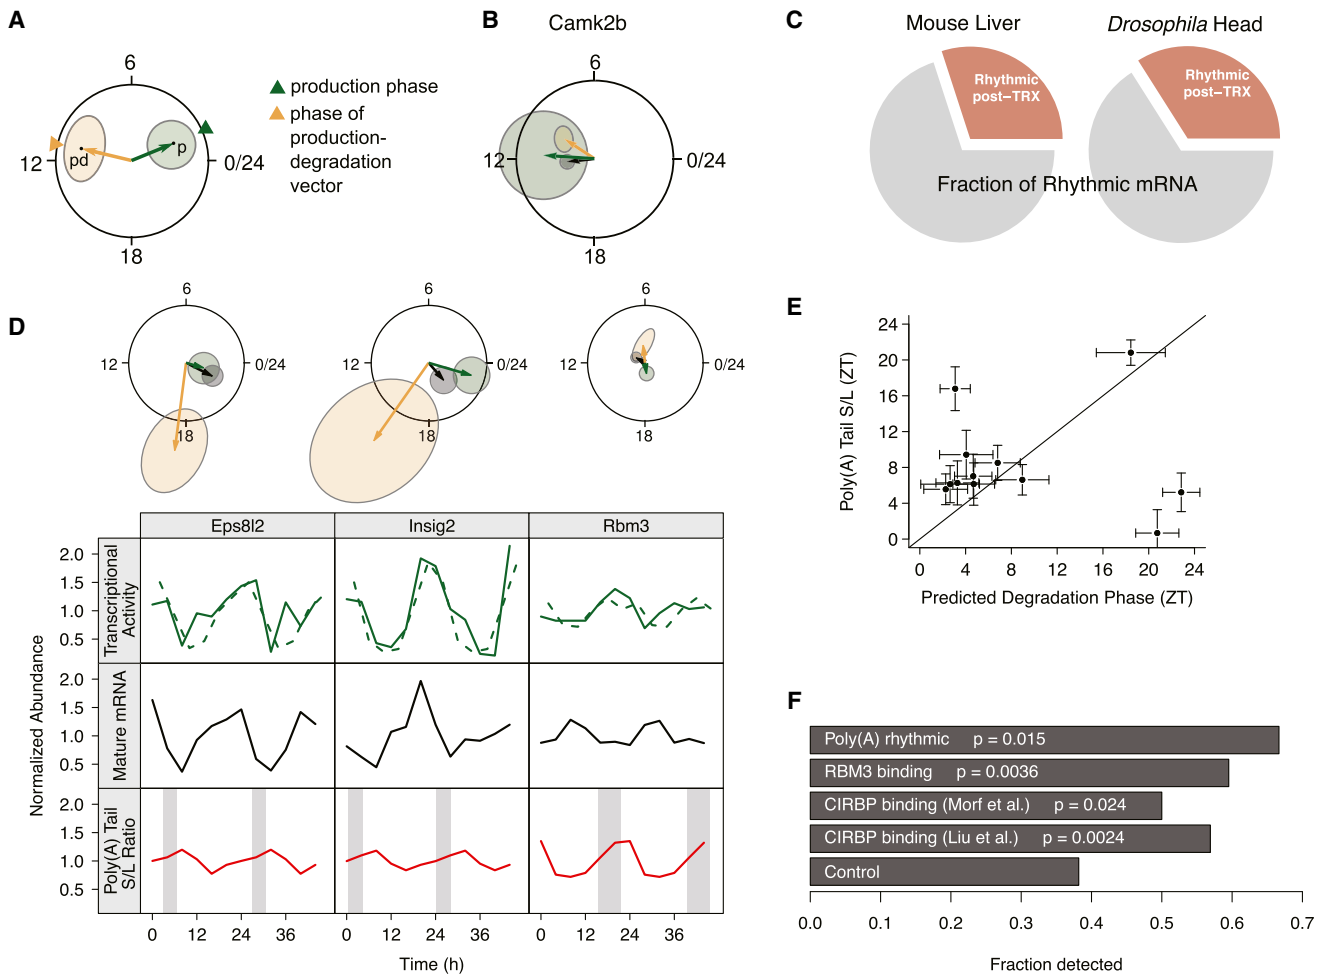 A
6
12
0/24
18
pd
p
production phase
phase of
production-
degradation
vector
B
Camk2b
6
12
0/24
18
C
Mouse Liver
Drosophila Head
Rhythmic
post−TRX
Rhythmic
post−TRX
Fraction of Rhythmic mRNA
D
6
12
0/24
18
6
12
0/24
18
6
12
0/24
18
Eps8l2
Insig2
Rbm3
Normalized Abundance
Transcriptional
Activity
2.0
1.5
1.0
0.5
Mature mRNA
2.0
1.5
1.0
0.5
Poly(A) Tail
S/L Ratio
2.0
1.5
1.0
0.5
0 12 24 36
0 12 24 36
0 12 24 36
Time (h)
E
Poly(A) Tail S/L (ZT)
24
20
16
12
8
4
0
0 4 8 12 16 20 24
Predicted Degradation Phase (ZT)
F
Poly(A) rhythmic p = 0.015
RBM3 binding p = 0.0036
CIRBP binding (Morf et al.) p = 0.024
CIRBP binding (Liu et al.) p = 0.0024
Control
0.0 0.1 0.2 0.3 0.4 0.5 0.6 0.7
Fraction detected